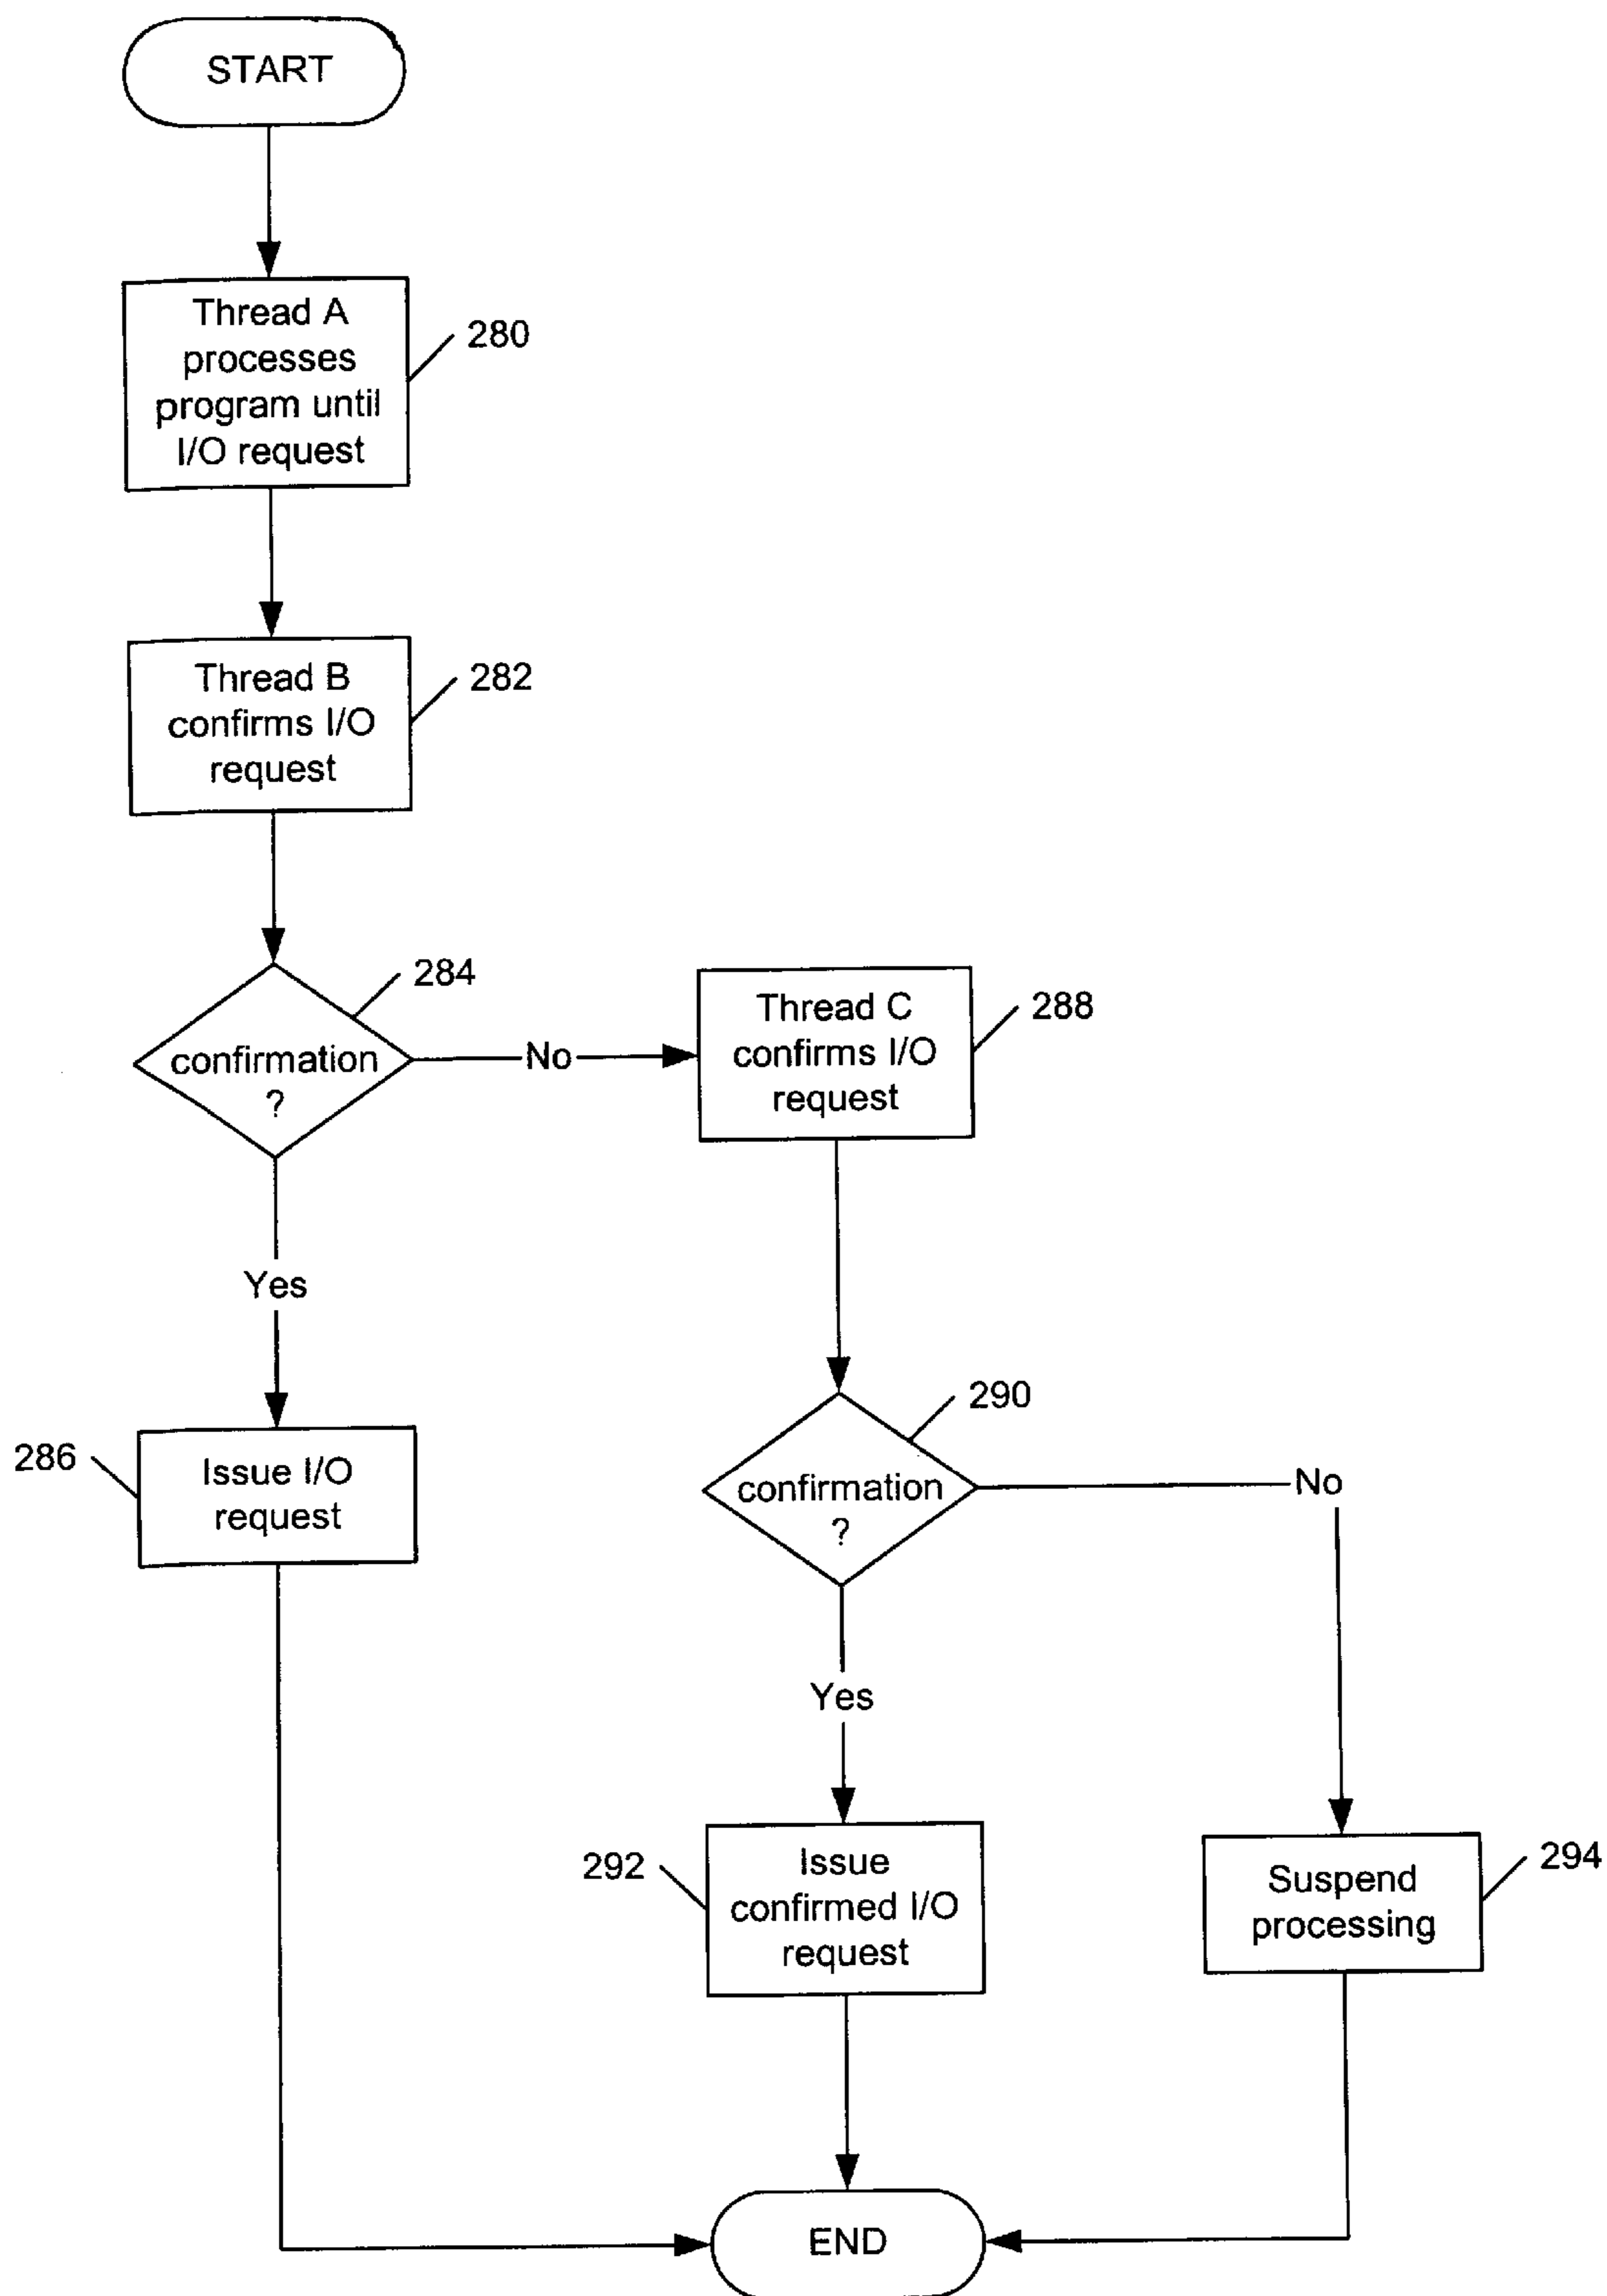 START
Thread A
processes
program until
I/O request
280
Thread B
confirms I/O
request
282
284
confirmation
?
No
Thread C
confirms I/O
request
288
Yes
290
confirmation
?
No
286
Issue I/O
request
Yes
292
Issue
confirmed I/O
request
Suspend
processing
294
END